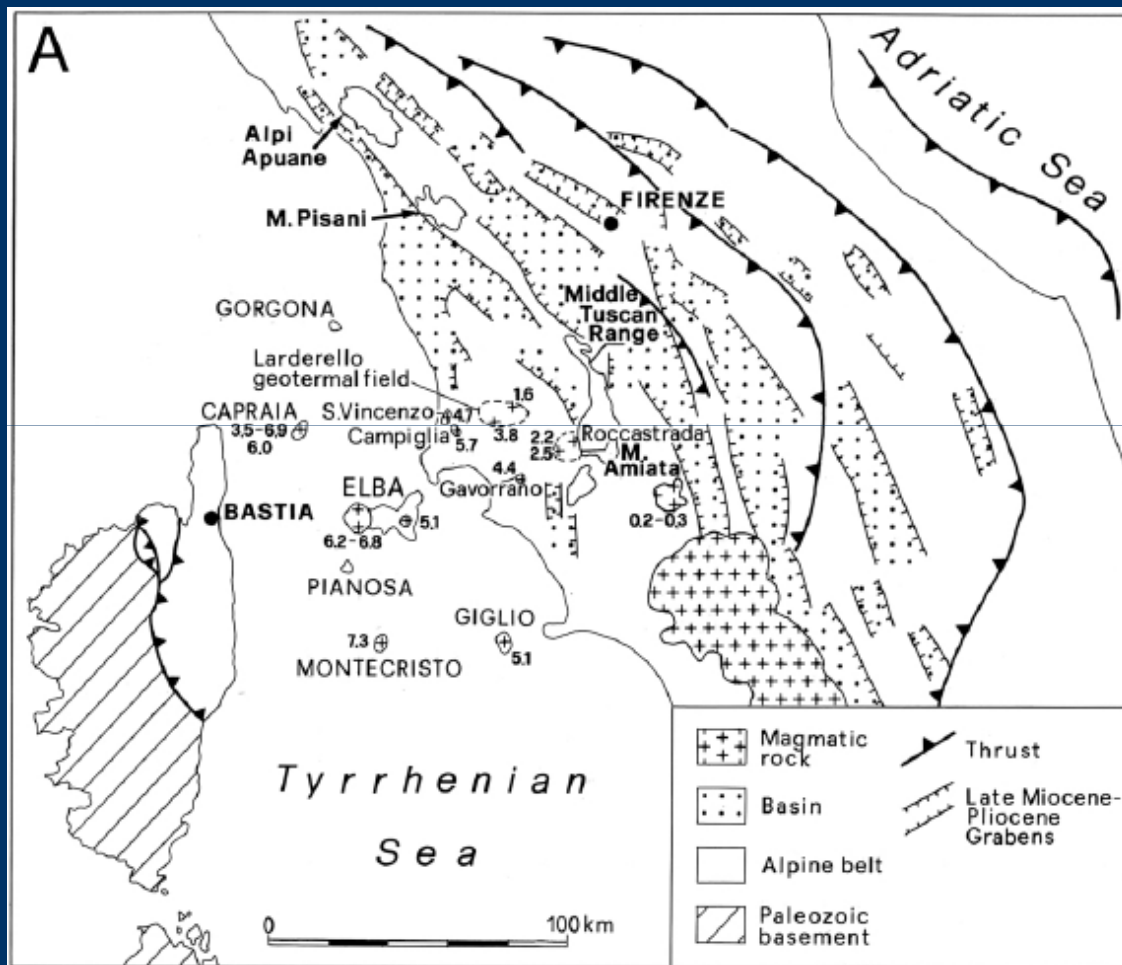 A
Adriatic Sea
Alpi
Apuane
M. Pisani
FIRENZE
Middle
Tuscan
Range
GORGONA
Larderello
geotermal field
1.6
CAPRAIA
3,5-6,9
6.0
S.Vincenzo
4.7
Campiglia
5.7
3.8
2.2
2.5
Roccastrada
M.
Amiata
4.4
Gavorrano
0.2-0.3
ELBA
5.1
6.2-6.8
BASTIA
PIANOSA
GIGLIO
5.1
7.3
MONTECRISTO
Tyrrhenian
Sea
0 100 km
Magmatic
rock
Basin
Alpine belt
Paleozoic
basement
Thrust
Late Miocene-
Pliocene
Grabens